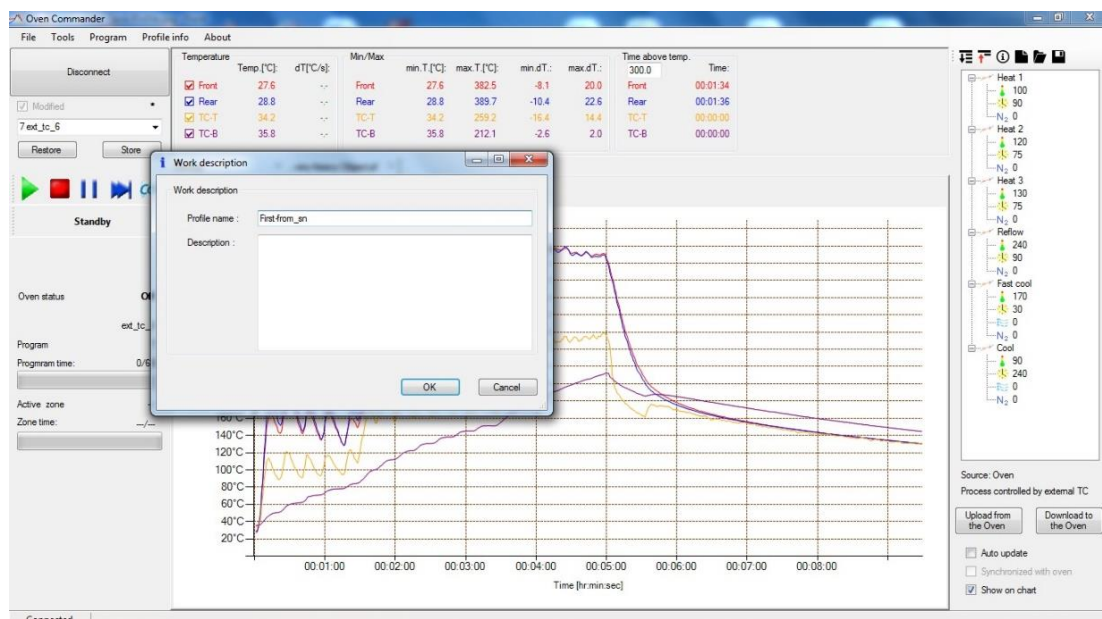 Oven Commander
File Tools Program Profile info About
Disconnect
Modified *
7 ext_tc_6
Restore Store
Standby
Oven status
ext_tc_
Program
Progmram time: 0/6
Active zone
Zone time: ---/---
Temperature
Temp.[°C]: dT[°C/s]:
Front 27.6 -.-
Rear 28.8 -.-
TC-T 34.2 -.-
TC-B 35.8 -.-
Min/Max
min.T.[°C]: max.T.[°C]: min.dT.: max.dT.:
Front 27.6 382.5 -8.1 20.0
Rear 28.8 389.7 -10.4 22.6
TC-T 34.2 259.2 -16.4 14.4
TC-B 35.8 212.1 -2.6 2.0
Time above temp.
300.0 Time:
Front 00:01:34
Rear 00:01:36
TC-T 00:00:00
TC-B 00:00:00
Work description
Work description
Profile name : First-from_sn
Description :
OK Cancel
140°C
120°C
100°C
80°C
60°C
40°C
20°C
00:01:00 00:02:00 00:03:00 00:04:00 00:05:00 00:06:00 00:07:00 00:08:00
Time [hr:min:sec]
Heat 1
100
90
N₂ 0
Heat 2
120
75
N₂ 0
Heat 3
130
75
N₂ 0
Reflow
240
90
N₂ 0
Fast cool
170
30
0
N₂ 0
Cool
90
240
0
N₂ 0
Source: Oven
Process controlled by external TC
Upload from the Oven
Download to the Oven
Auto update
Synchronized with oven
Show on chart
Connected